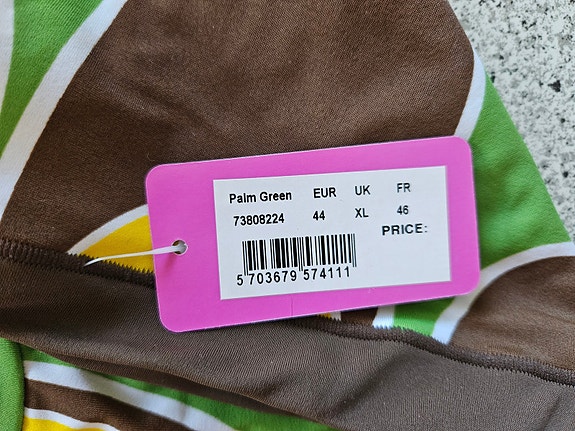 Palm Green EUR UK FR
73808224 44 XL 46
PRICE:
5 703679 574111